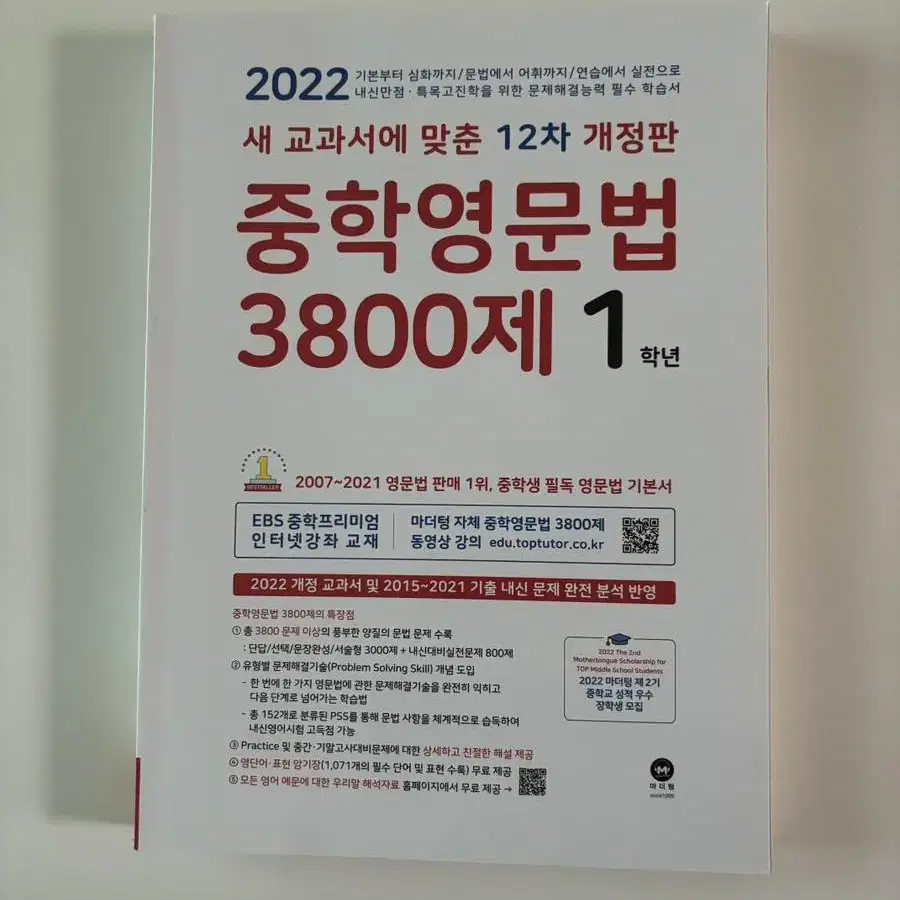 2022
기본부터 심화까지/문법에서 어휘까지/연습에서 실전으로
내신만점 · 특목고진학을 위한 문제해결능력 필수 학습서
새 교과서에 맞춘 12차 개정판
중학영문법
3800제 1 학년
1
BESTSELLER
2007~2021 영문법 판매 1위, 중학생 필독 영문법 기본서
EBS 중학프리미엄
인터넷강좌 교재
마더텅 자체 중학영문법 3800제
동영상 강의 edu.toptutor.co.kr
2022 개정 교과서 및 2015~2021 기출 내신 문제 완전 분석 반영
중학영문법 3800제의 특장점
① 총 3800 문제 이상의 풍부한 양질의 문법 문제 수록
: 단답/선택/문장완성/서술형 3000제 + 내신대비실전문제 800제
② 유형별 문제해결기술(Problem Solving Skill) 개념 도입
- 한 번에 한 가지 영문법에 관한 문제해결기술을 완전히 익히고
다음 단계로 넘어가는 학습법
- 총 152개로 분류된 PSS를 통해 문법 사항을 체계적으로 습득하여
내신영어시험 고득점 가능
③ Practice 및 중간·기말고사대비문제에 대한 상세하고 친절한 해설 제공
④ 영단어·표현 암기장(1,071개의 필수 단어 및 표현 수록) 무료 제공
⑤ 모든 영어 예문에 대한 우리말 해석자료 홈페이지에서 무료 제공 →
2022 The 2nd
Mothertongue Scholarship for
TOP Middle School Students
2022 마더텅 제2기
중학교 성적 우수
장학생 모집
M
마더텅
since1999